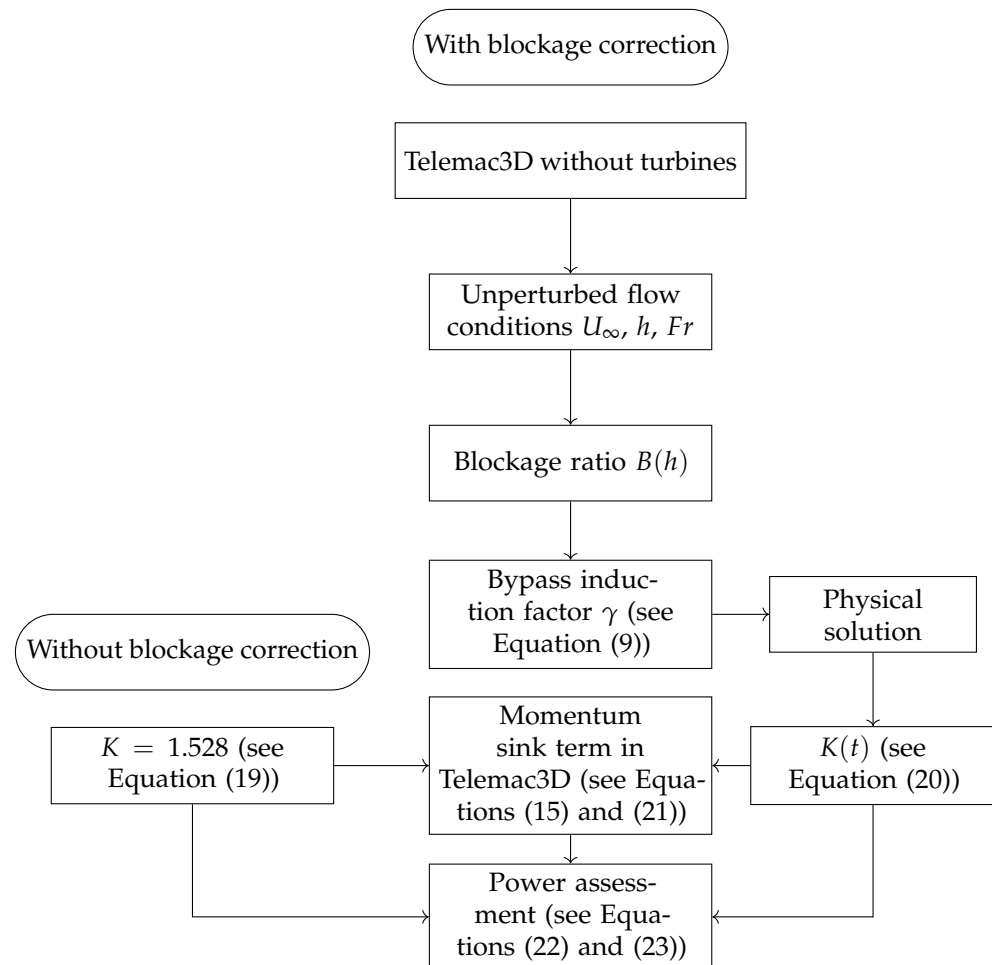 With blockage correction
Telemac3D without turbines
Unperturbed flow
conditions U∞, h, Fr
Blockage ratio B(h)
Bypass induc-
tion factor γ (see
Equation (9))
Physical
solution
Without blockage correction
K = 1.528 (see
Equation (19))
Momentum
sink term in
Telemac3D (see Equa-
tions (15) and (21))
K(t) (see
Equation (20))
Power assess-
ment (see Equa-
tions (22) and (23))